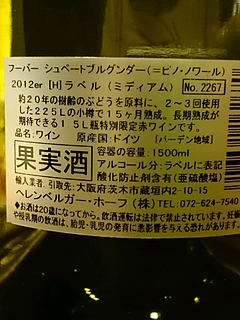 フーバー シュペートブルグンダー(=ピノ・ノワール)
2012er [H]ラベル(ミディアム) No.2267
約20年の樹齢のぶどうを原料に、2~3回使用
した225Lの小樽で15ヶ月熟成。長期熟成が
期待できる1.5L瓶特別限定赤ワインです。
品名:ワイン 原産国:ドイツ [バーデン地域]
果実酒
容器の容量:1500ml
アルコール分:ラベルに表記
酸化防止剤含有(亜硫酸塩)
輸入業者、引取先:大阪府茨木市蔵垣内2-10-15
ヘレンベルガー・ホーフ(株) TEL:072-624-7540
◆お酒は20歳になってから。飲酒運転は法律で禁止されています。妊娠
や授乳期の飲酒は、胎児・乳児の発育に悪影響を与える恐れがあります。